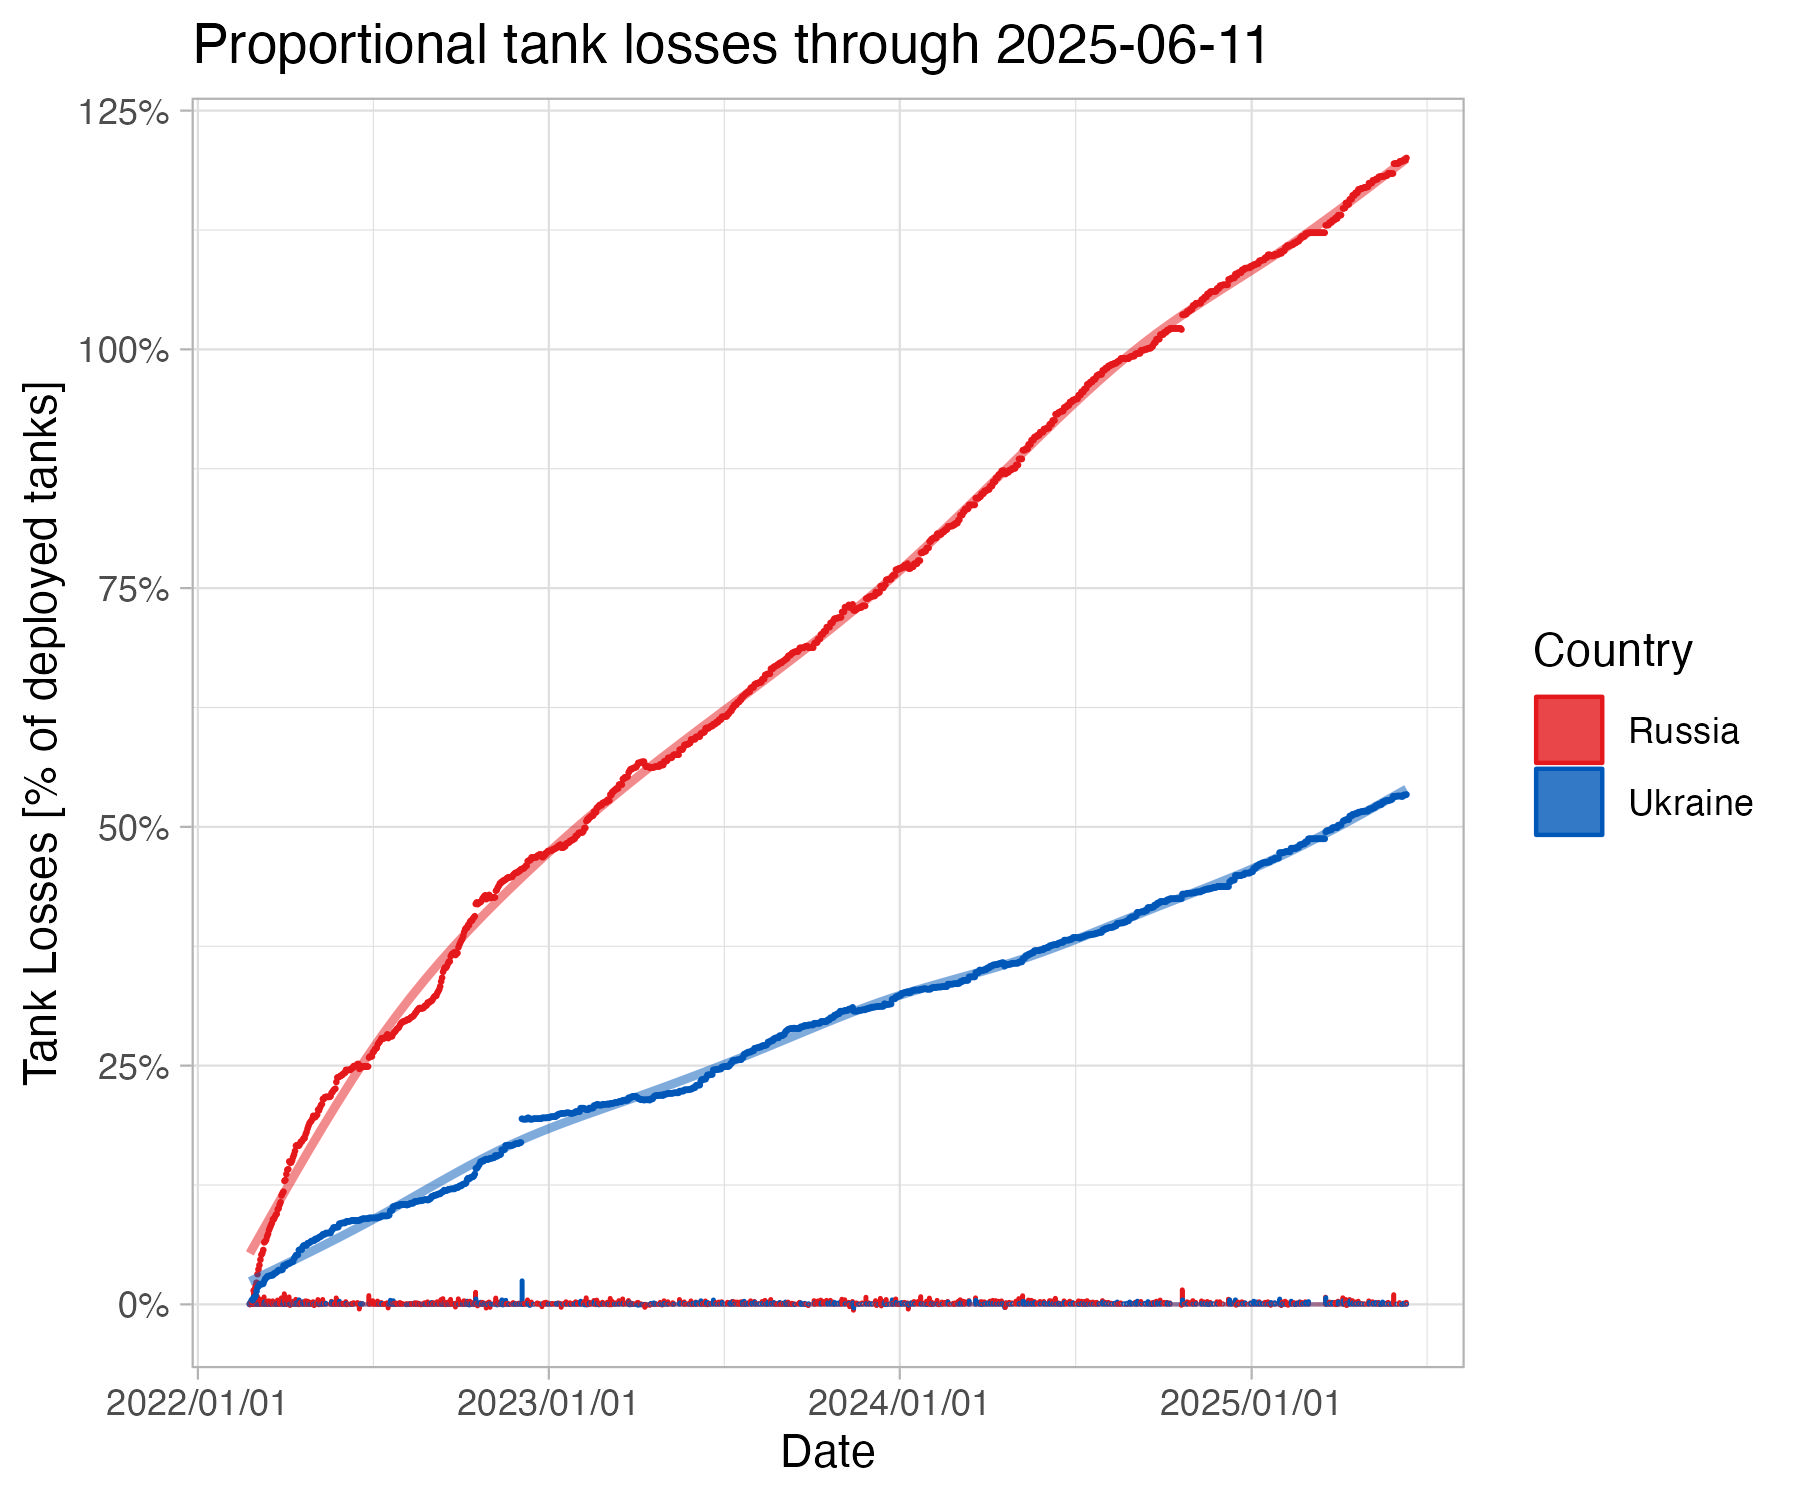 Proportional tank losses through 2025-06-11
Tank Losses [% of deployed tanks]
125%
100%
75%
50%
25%
0%
2022/01/01
2023/01/01
2024/01/01
2025/01/01
Date
Country
Russia
Ukraine